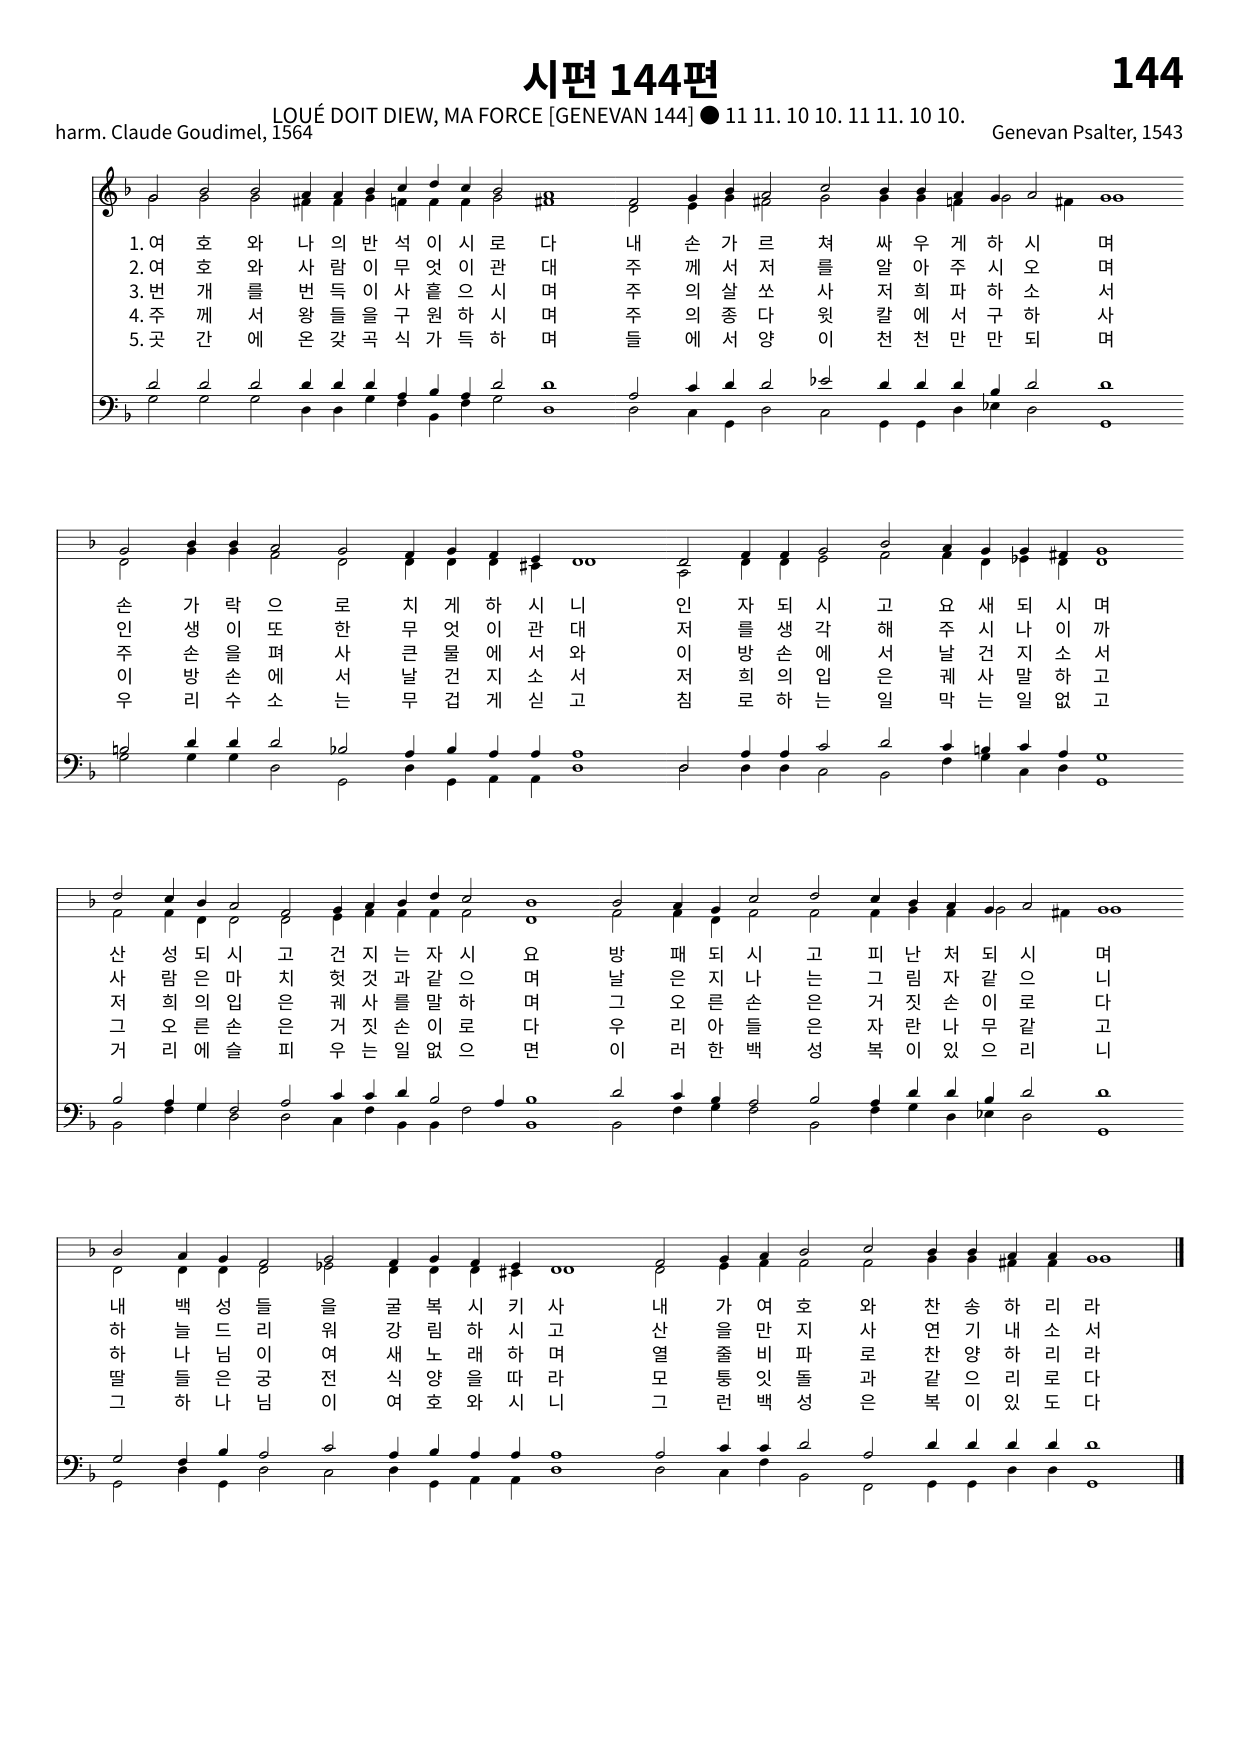 시편 144편
144
LOUÉ DOIT DIEW, MA FORCE [GENEVAN 144] ● 11 11. 10 10. 11 11. 10 10.
harm. Claude Goudimel, 1564
Genevan Psalter, 1543
1. 여 호 와 나 의 반 석 이 시 로 다 내 손 가 르 쳐 싸 우 게 하 시 며
2. 여 호 와 사 람 이 무 엇 이 관 대 주 께 서 저 를 알 아 주 시 오 며
3. 번 개 를 번 득 이 사 흩 으 시 며 주 의 살 쏘 사 저 희 파 하 소 서
4. 주 께 서 왕 들 을 구 원 하 시 며 주 의 종 다 윗 칼 에 서 구 하 사
5. 곳 간 에 온 갖 곡 식 가 득 하 며 들 에 서 양 이 천 천 만 만 되 며
손 가 락 으 로 치 게 하 시 니 인 자 되 시 고 요 새 되 시 며
인 생 이 또 한 무 엇 이 관 대 저 를 생 각 해 주 시 나 이 까
주 손 을 펴 사 큰 물 에 서 와 이 방 손 에 서 날 건 지 소 서
이 방 손 에 서 날 건 지 소 서 저 희 의 입 은 궤 사 말 하 고
우 리 수 소 는 무 겁 게 싣 고 침 로 하 는 일 막 는 일 없 고
산 성 되 시 고 건 지 는 자 시 요 방 패 되 시 고 피 난 처 되 시 며
사 람 은 마 치 헛 것 과 같 으 며 날 은 지 나 는 그 림 자 같 으 니
저 희 의 입 은 궤 사 를 말 하 며 그 오 른 손 은 거 짓 손 이 로 다
그 오 른 손 은 거 짓 손 이 로 다 우 리 아 들 은 자 란 나 무 같 고
거 리 에 슬 피 우 는 일 없 으 면 이 러 한 백 성 복 이 있 으 리 니
내 백 성 들 을 굴 복 시 키 사 내 가 여 호 와 찬 송 하 리 라
하 늘 드 리 워 강 림 하 시 고 산 을 만 지 사 연 기 내 소 서
하 나 님 이 여 새 노 래 하 며 열 줄 비 파 로 찬 양 하 리 라
딸 들 은 궁 전 식 양 을 따 라 모 퉁 잇 돌 과 같 으 리 로 다
그 하 나 님 이 여 호 와 시 니 그 런 백 성 은 복 이 있 도 다